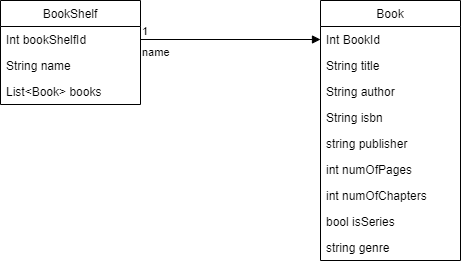 BookShelf
Int bookShelfId
String name
List<Book> books
1
name
Book
Int BookId
String title
String author
String isbn
string publisher
int numOfPages
int numOfChapters
bool isSeries
string genre